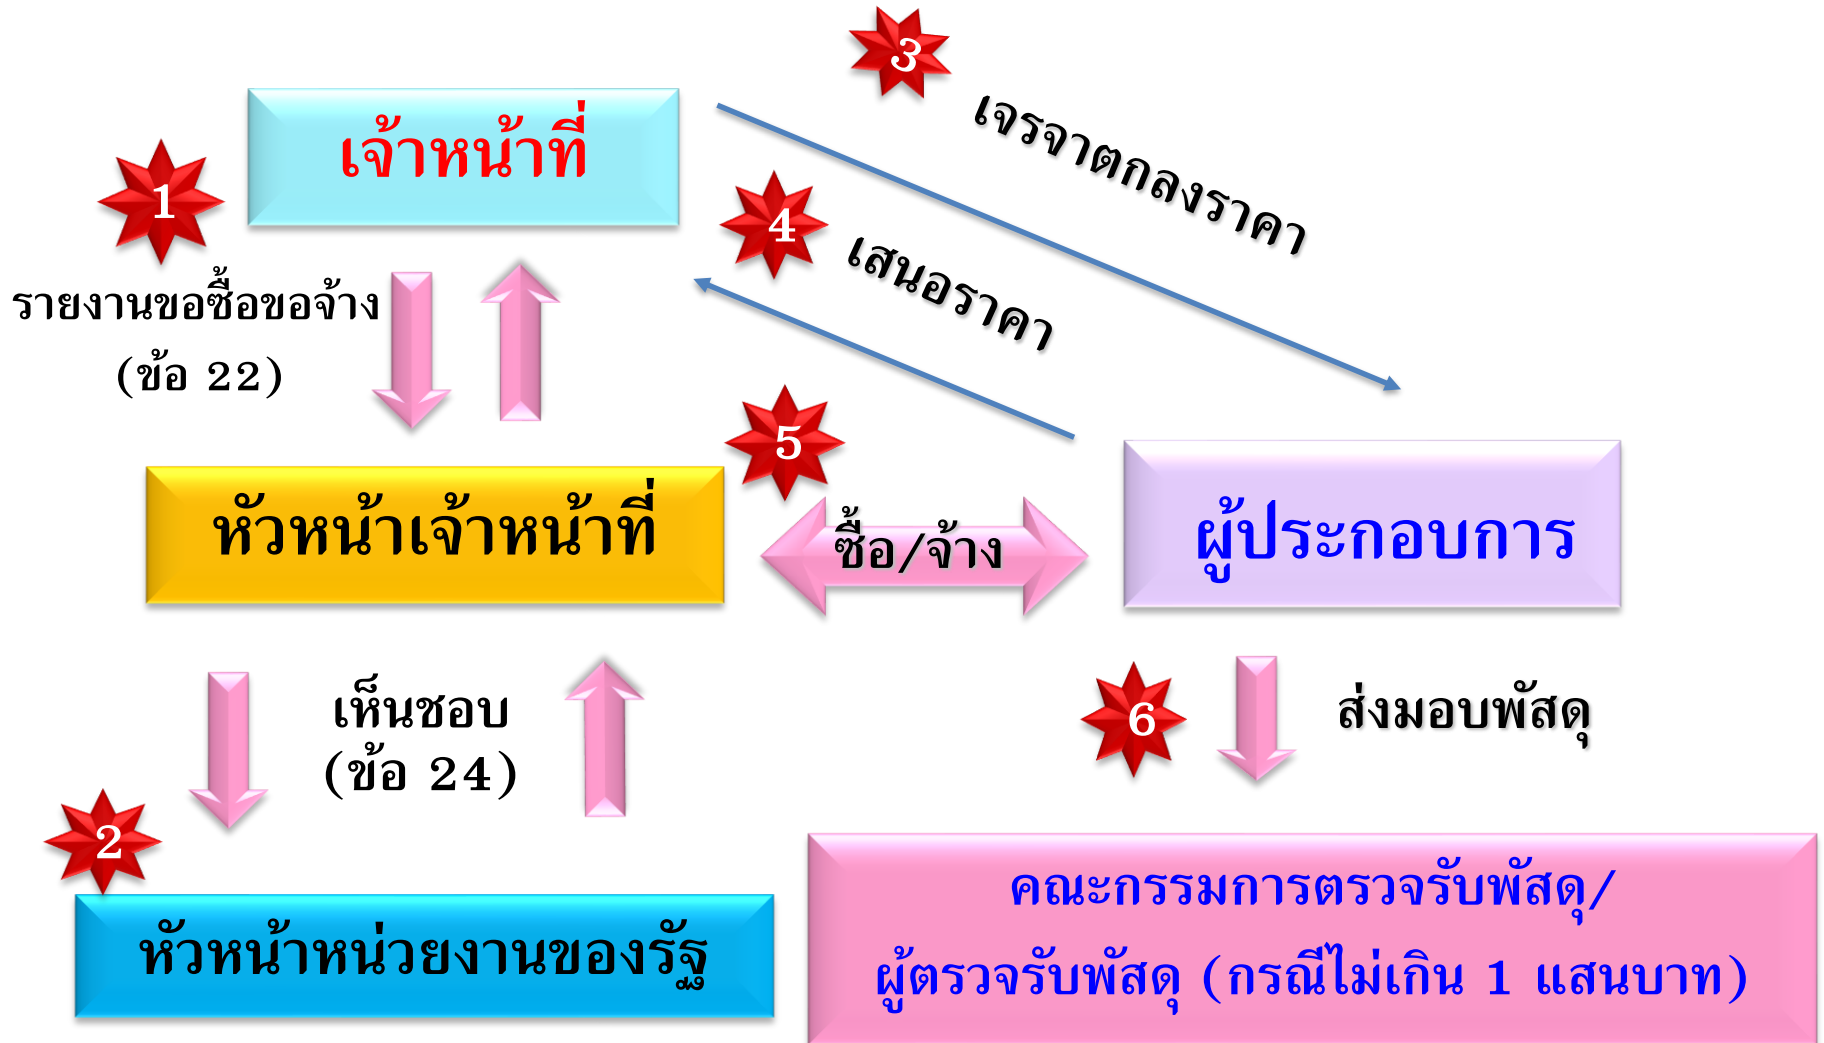 3
เจรจาตกลงราคา
เจ้าหน้าที่
1
4
เสนอราคา
รายงานขอซื้อขอจ้าง
(ข้อ 22)
5
หัวหน้าเจ้าหน้าที่
ซื้อ/จ้าง
ผู้ประกอบการ
เห็นชอบ
(ข้อ 24)
6
ส่งมอบพัสดุ
2
หัวหน้าหน่วยงานของรัฐ
คณะกรรมการตรวจรับพัสดุ/
ผู้ตรวจรับพัสดุ (กรณีไม่เกิน 1 แสนบาท)